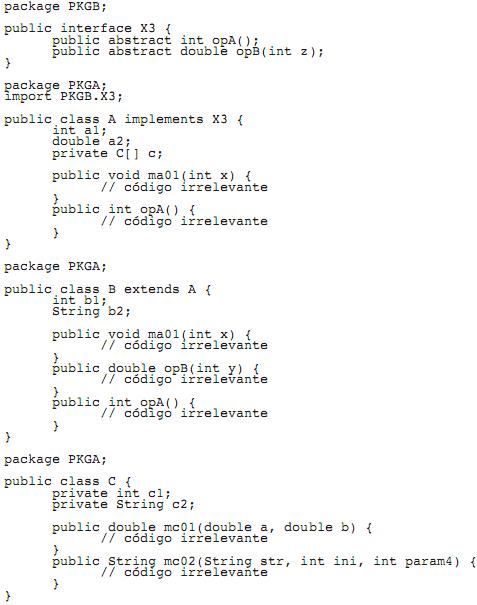 package PKGB;
public interface X3 {
public abstract int opA();
public abstract double opB(int z);
}
package PKGA;
import PKGB.X3;
public class A implements X3 {
int a1;
double a2;
private C[] c;
public void ma01(int x) {
// código irrelevante
}
public int opA() {
// código irrelevante
}
}
package PKGA;
public class B extends A {
int b1;
String b2;
public void ma01(int x) {
// código irrelevante
}
public double opB(int y) {
// código irrelevante
}
public int opA() {
// código irrelevante
}
}
package PKGA;
public class C {
private int c1;
private String c2;
public double mc01(double a, double b) {
// código irrelevante
}
public String mc02(String str, int ini, int param4) {
// código irrelevante
}
}